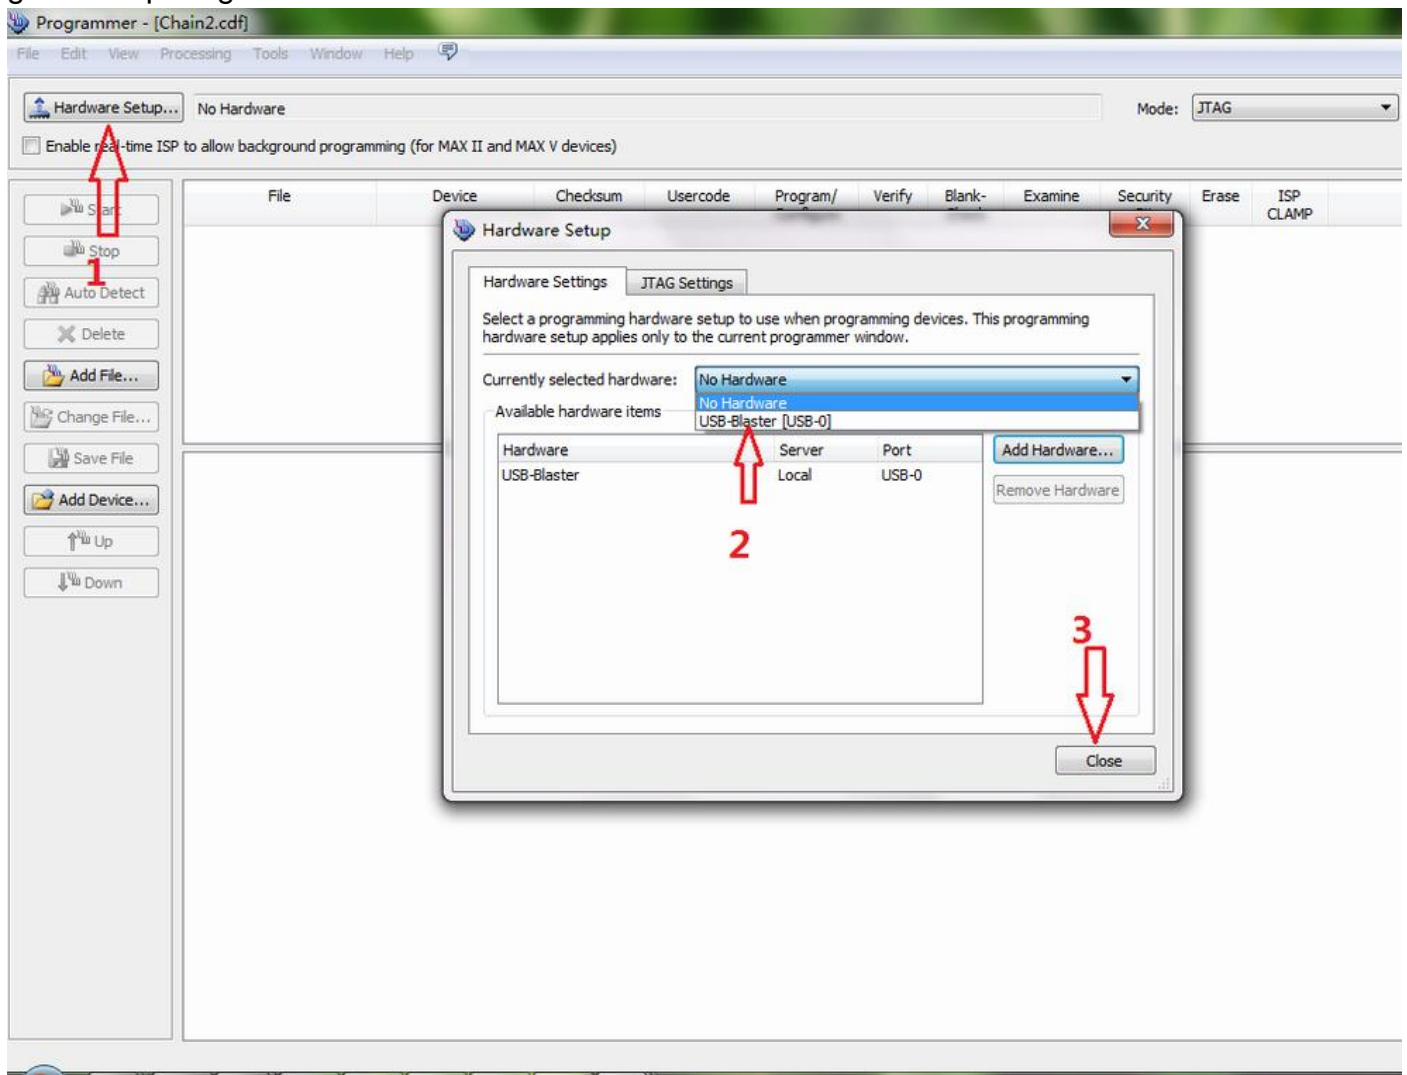 Programmer - [Chain2.cdf]
File Edit View Processing Tools Window Help
Hardware Setup... No Hardware Mode: JTAG
Enable real-time ISP to allow background programming (for MAX II and MAX V devices)
File Device Checksum Usercode Program/ Verify Blank- Examine Security Erase ISP
CLAMP
Start
Stop
1
Auto Detect
Delete
Add File...
Change File...
Save File
Add Device...
Up
Down
Hardware Setup
Hardware Settings JTAG Settings
Select a programming hardware setup to use when programming devices. This programming
hardware setup applies only to the current programmer window.
Currently selected hardware: No Hardware
No Hardware
Available hardware items
USB-Blaster [USB-0]
Hardware Server Port
USB-Blaster Local USB-0
Add Hardware...
Remove Hardware
2
3
Close